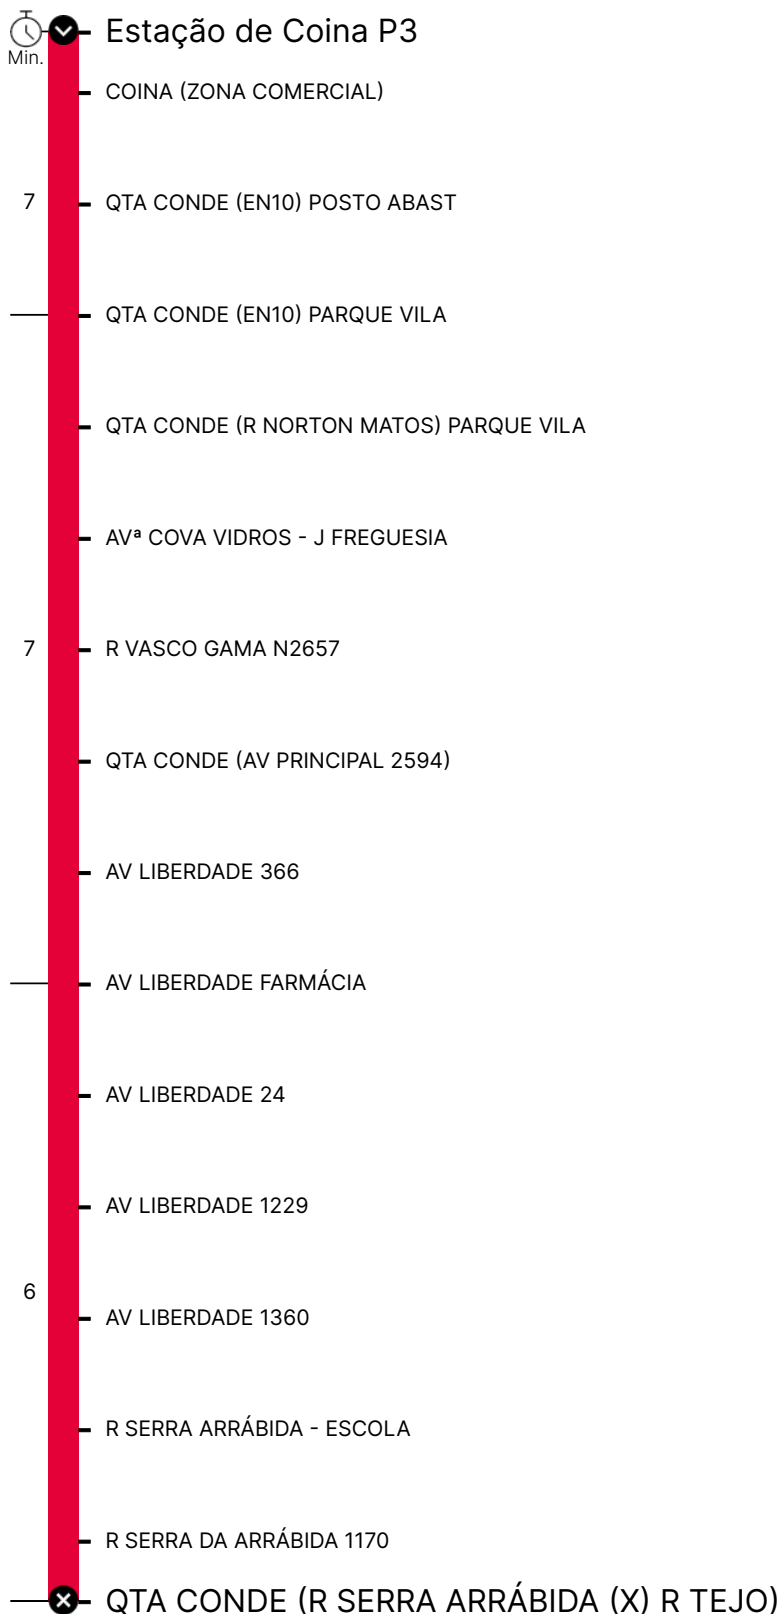 Estação de Coina P3
Min.
COINA (ZONA COMERCIAL)
7
QTA CONDE (EN10) POSTO ABAST
QTA CONDE (EN10) PARQUE VILA
QTA CONDE (R NORTON MATOS) PARQUE VILA
AVª COVA VIDROS - J FREGUESIA
7
R VASCO GAMA N2657
QTA CONDE (AV PRINCIPAL 2594)
AV LIBERDADE 366
AV LIBERDADE FARMÁCIA
AV LIBERDADE 24
AV LIBERDADE 1229
6
AV LIBERDADE 1360
R SERRA ARRÁBIDA - ESCOLA
R SERRA DA ARRÁBIDA 1170
QTA CONDE (R SERRA ARRÁBIDA (X) R TEJO)